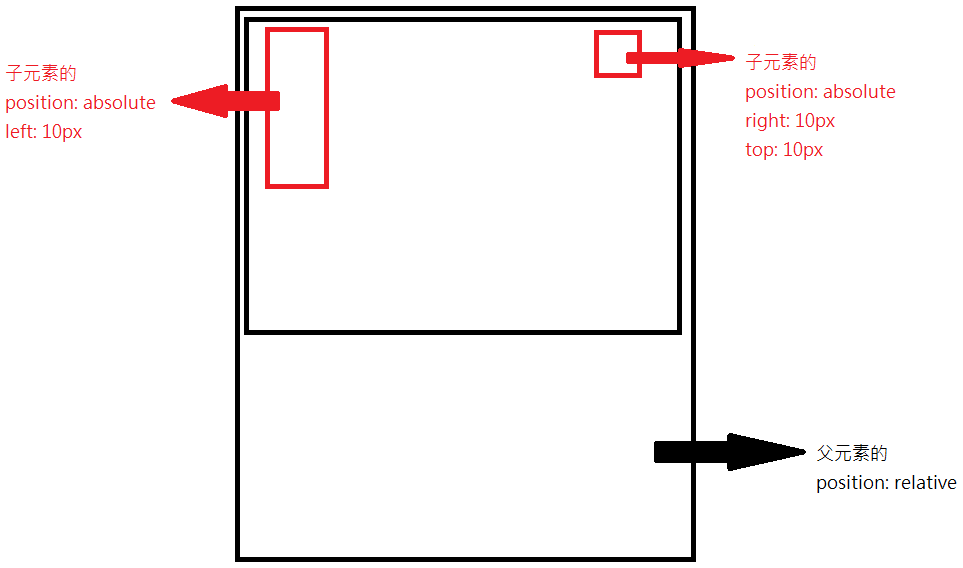 子元素的
position: absolute
left: 10px
子元素的
position: absolute
right: 10px
top: 10px
父元素的
position: relative